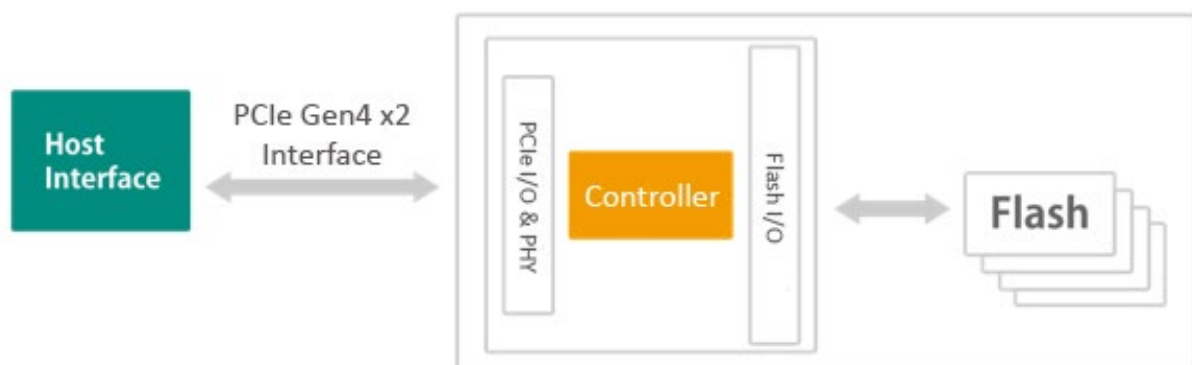 Host
Interface
PCIe Gen4 x2
Interface
PCIe I/O & PHY
Controller
Flash I/O
Flash